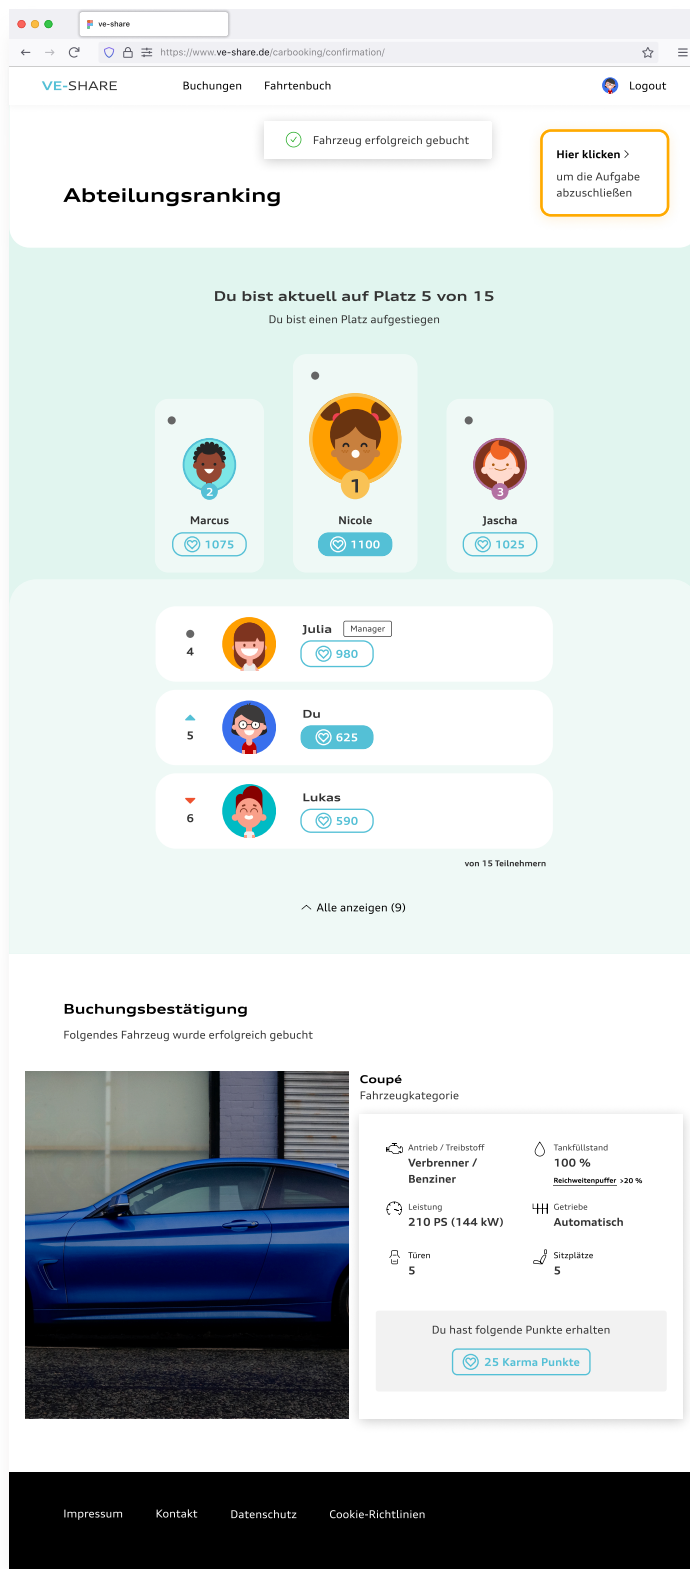 ve-share
https://www.ve-share.de/carbooking/confirmation/
VE-SHARE
Buchungen
Fahrtenbuch
Logout
Fahrzeug erfolgreich gebucht
Hier klicken >
um die Aufgabe
abzuschließen
Abteilungsranking
Du bist aktuell auf Platz 5 von 15
Du bist einen Platz aufgestiegen
2
Marcus
1075
1
Nicole
1100
3
Jascha
1025
4
Julia
Manager
980
5
Du
625
6
Lukas
590
von 15 Teilnehmern
Alle anzeigen (9)
Buchungsbestätigung
Folgendes Fahrzeug wurde erfolgreich gebucht
Coupé
Fahrzeugkategorie
Antrieb / Treibstoff
Verbrenner /
Benziner
Tankfüllstand
100 %
Reichweitenpuffer >20 %
Leistung
210 PS (144 kW)
Getriebe
Automatisch
Türen
5
Sitzplätze
5
Du hast folgende Punkte erhalten
25 Karma Punkte
Impressum
Kontakt
Datenschutz
Cookie-Richtlinien